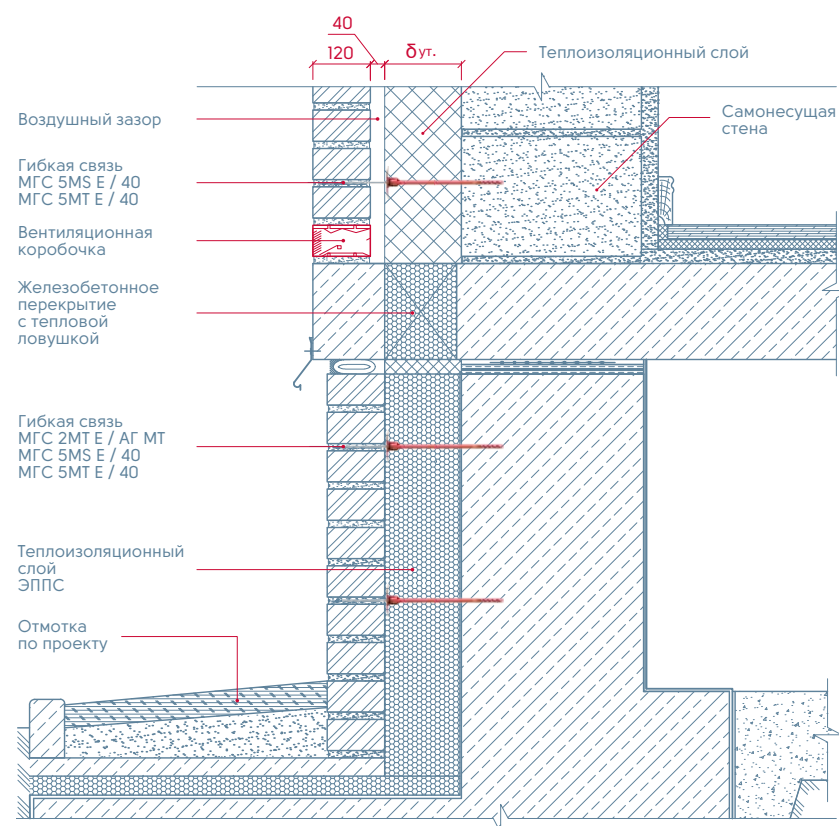 40
120
δут.
Теплоизоляционный слой
Воздушный зазор
Самонесущая
стена
Гибкая связь
МГС 5MS E / 40
МГС 5МТ E / 40
Вентиляционная
коробочка
Железобетонное
перекрытие
с тепловой
ловушкой
Гибкая связь
МГС 2МТ E / АГ МТ
МГС 5MS E / 40
МГС 5МТ E / 40
Теплоизоляционный
слой
ЭППС
Отмотка
по проекту